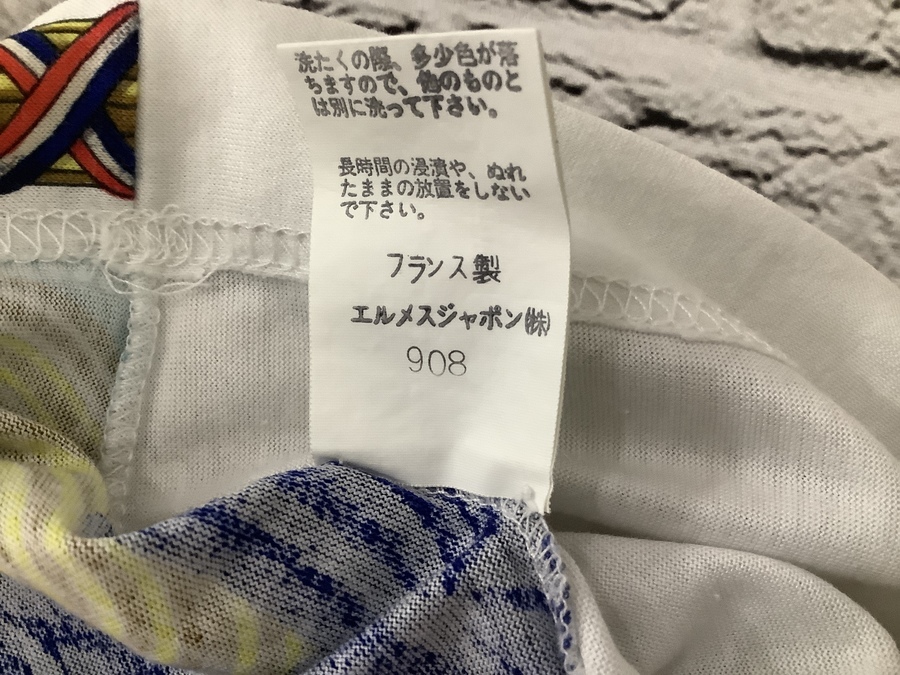 洗たくの際、多少色が落
ちますので、他のものと
は別に洗って下さい。
長時間の浸漬や、ぬれ
たままの放置をしない
で下さい。
フランス製
エルメスジャポン(株)
908